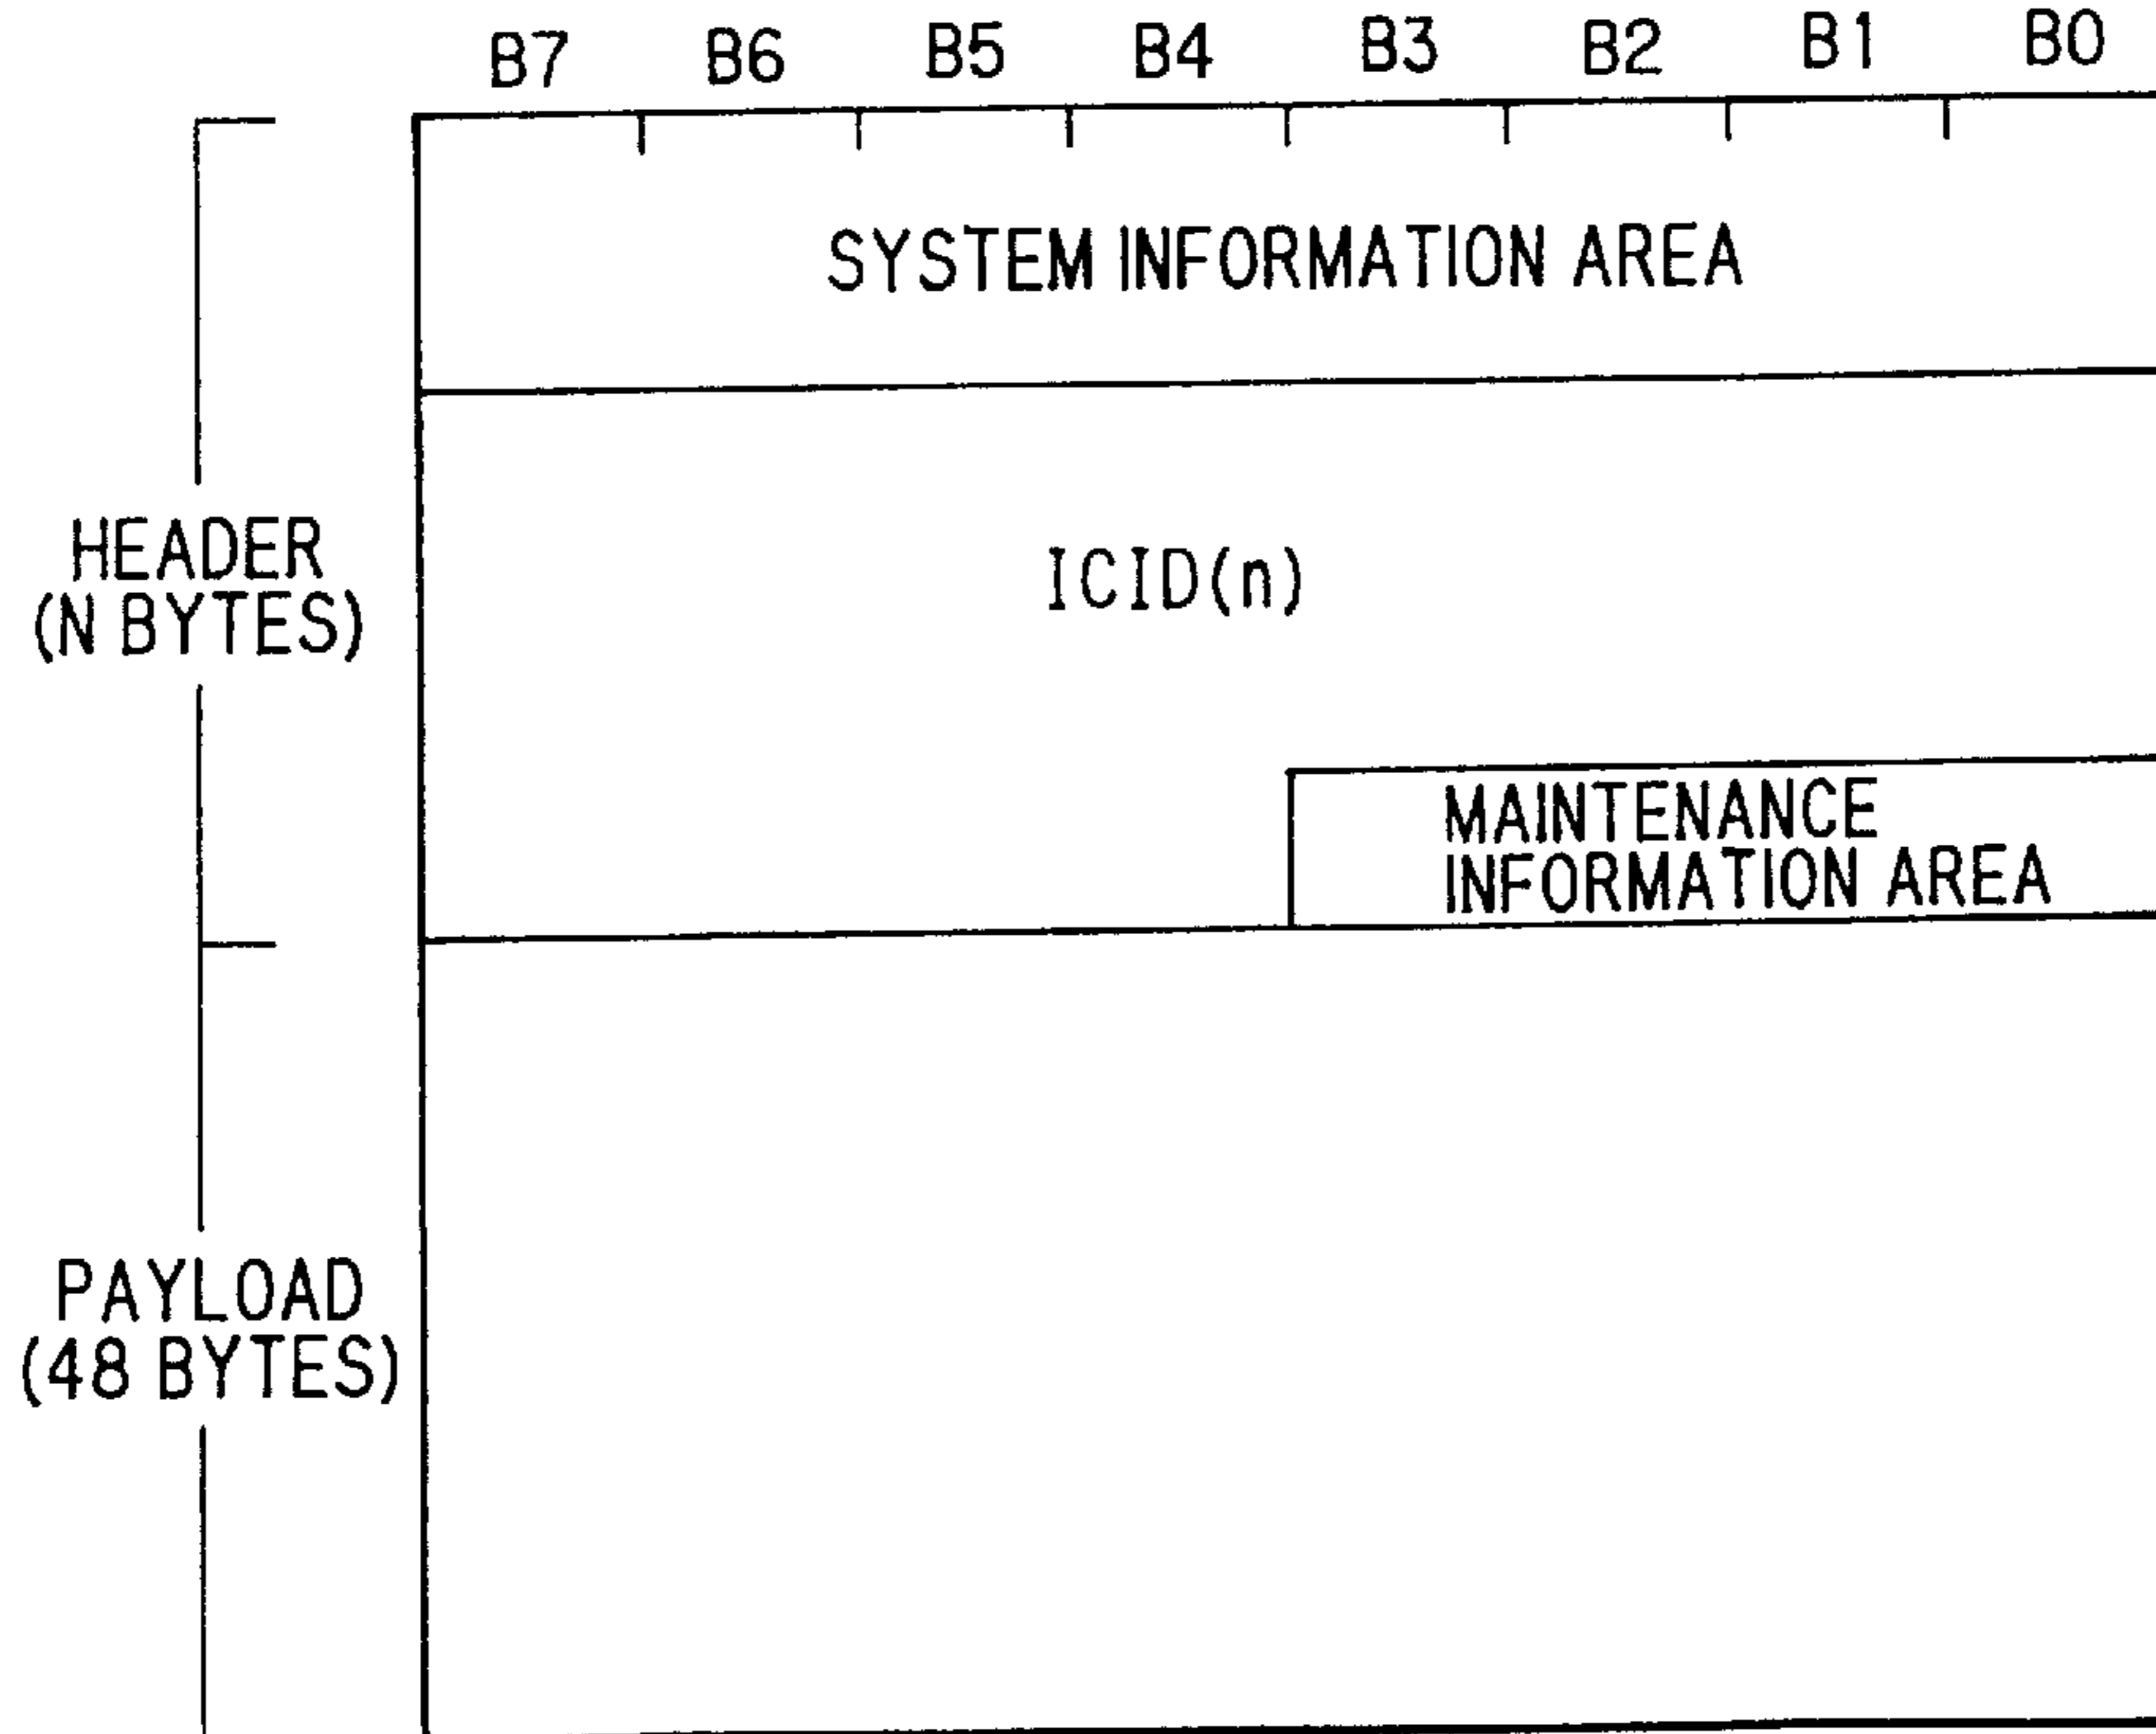 B7 B6 B5 B4 B3 B2 B1 B0
SYSTEM INFORMATION AREA
HEADER
(N BYTES)
ICID(n)
MAINTENANCE
INFORMATION AREA
PAYLOAD
(48 BYTES)